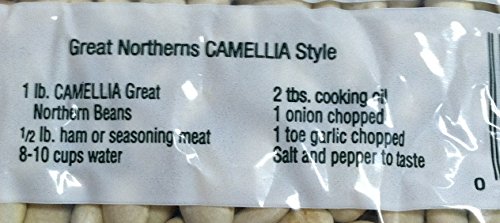 Great Northerns CAMELLIA Style
1 lb. CAMELLIA Great
Northern Beans
1/2 lb. ham or seasoning meat
8-10 cups water
2 tbs. cooking oil
1 onion chopped
1 toe garlic chopped
Salt and pepper to taste
0